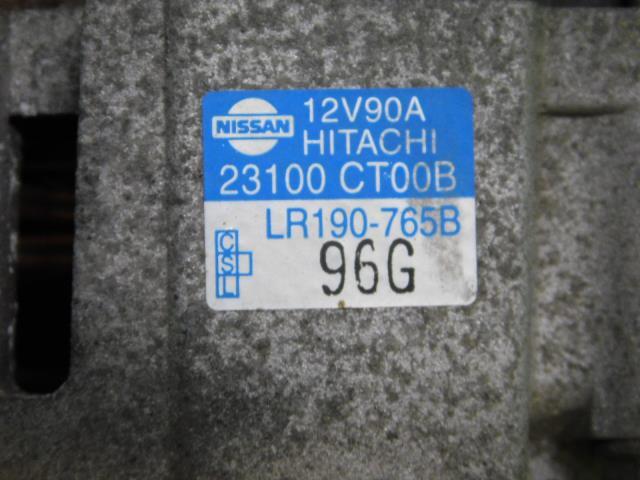 NISSAN 12V90A
HITACHI
23100 CT00B
LR190-765B
C
S
L
96G